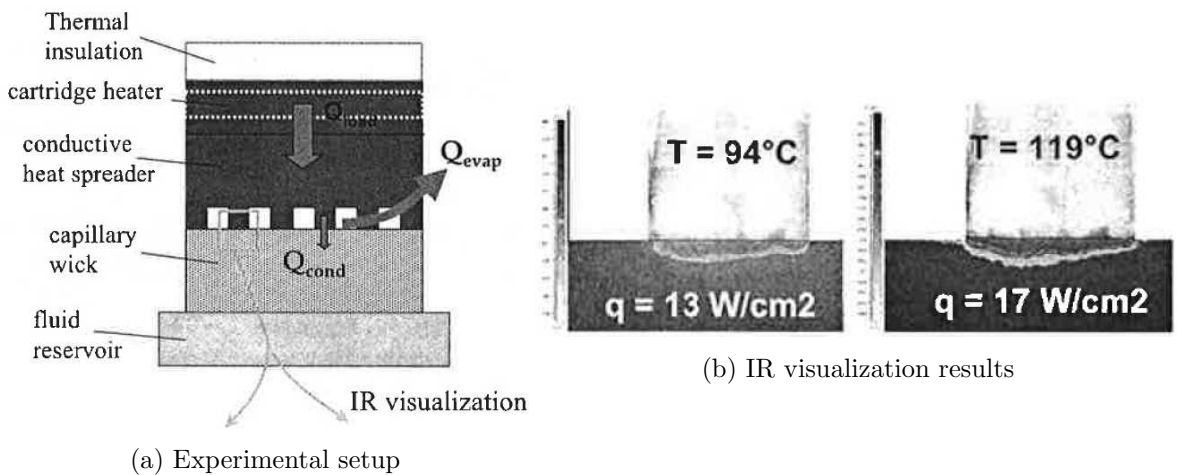 Thermal
insulation
cartridge heater
conductive
heat spreader
capillary
wick
fluid
reservoir
Qload
Qevap
Qcond
IR visualization
(a) Experimental setup
T = 94°C
q = 13 W/cm2
T = 119°C
q = 17 W/cm2
(b) IR visualization results